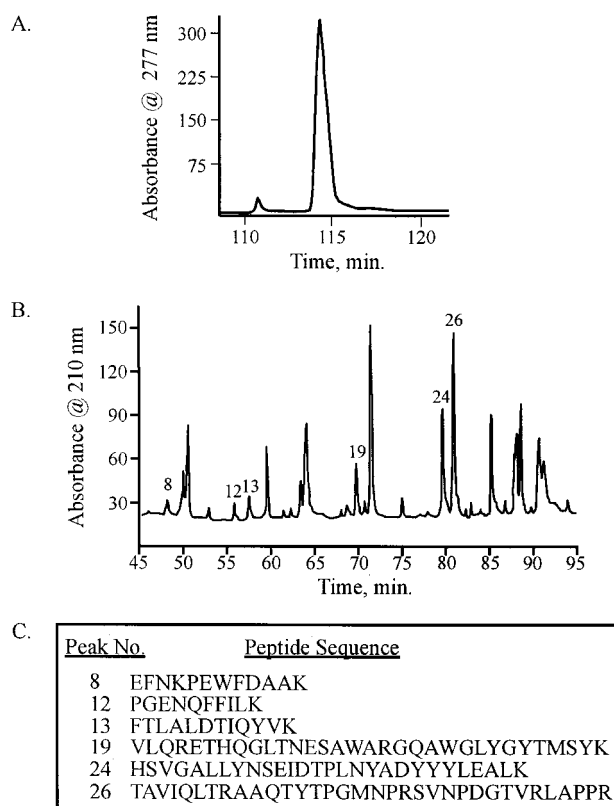 A.
Absorbance @ 277 nm
300
225
150
75
110 115 120
Time, min.
B.
Absorbance @ 210 nm
150
120
90
60
30
8 12 13 19 24 26
45 50 55 60 65 70 75 80 85 90 95
Time, min.
C.
Peak No. Peptide Sequence
8 EFNKPEWFDAAK
12 PGENQFFILK
13 FTLALDTIQYVK
19 VLQRETHQGLTNESAWARGQAWGLYGYTMSYK
24 HSVGALLYNSEIDTPLNYADYYYLEALK
26 TAVIQLTRAAQTYTPGMNPRSVNPDGTVRLAPPR